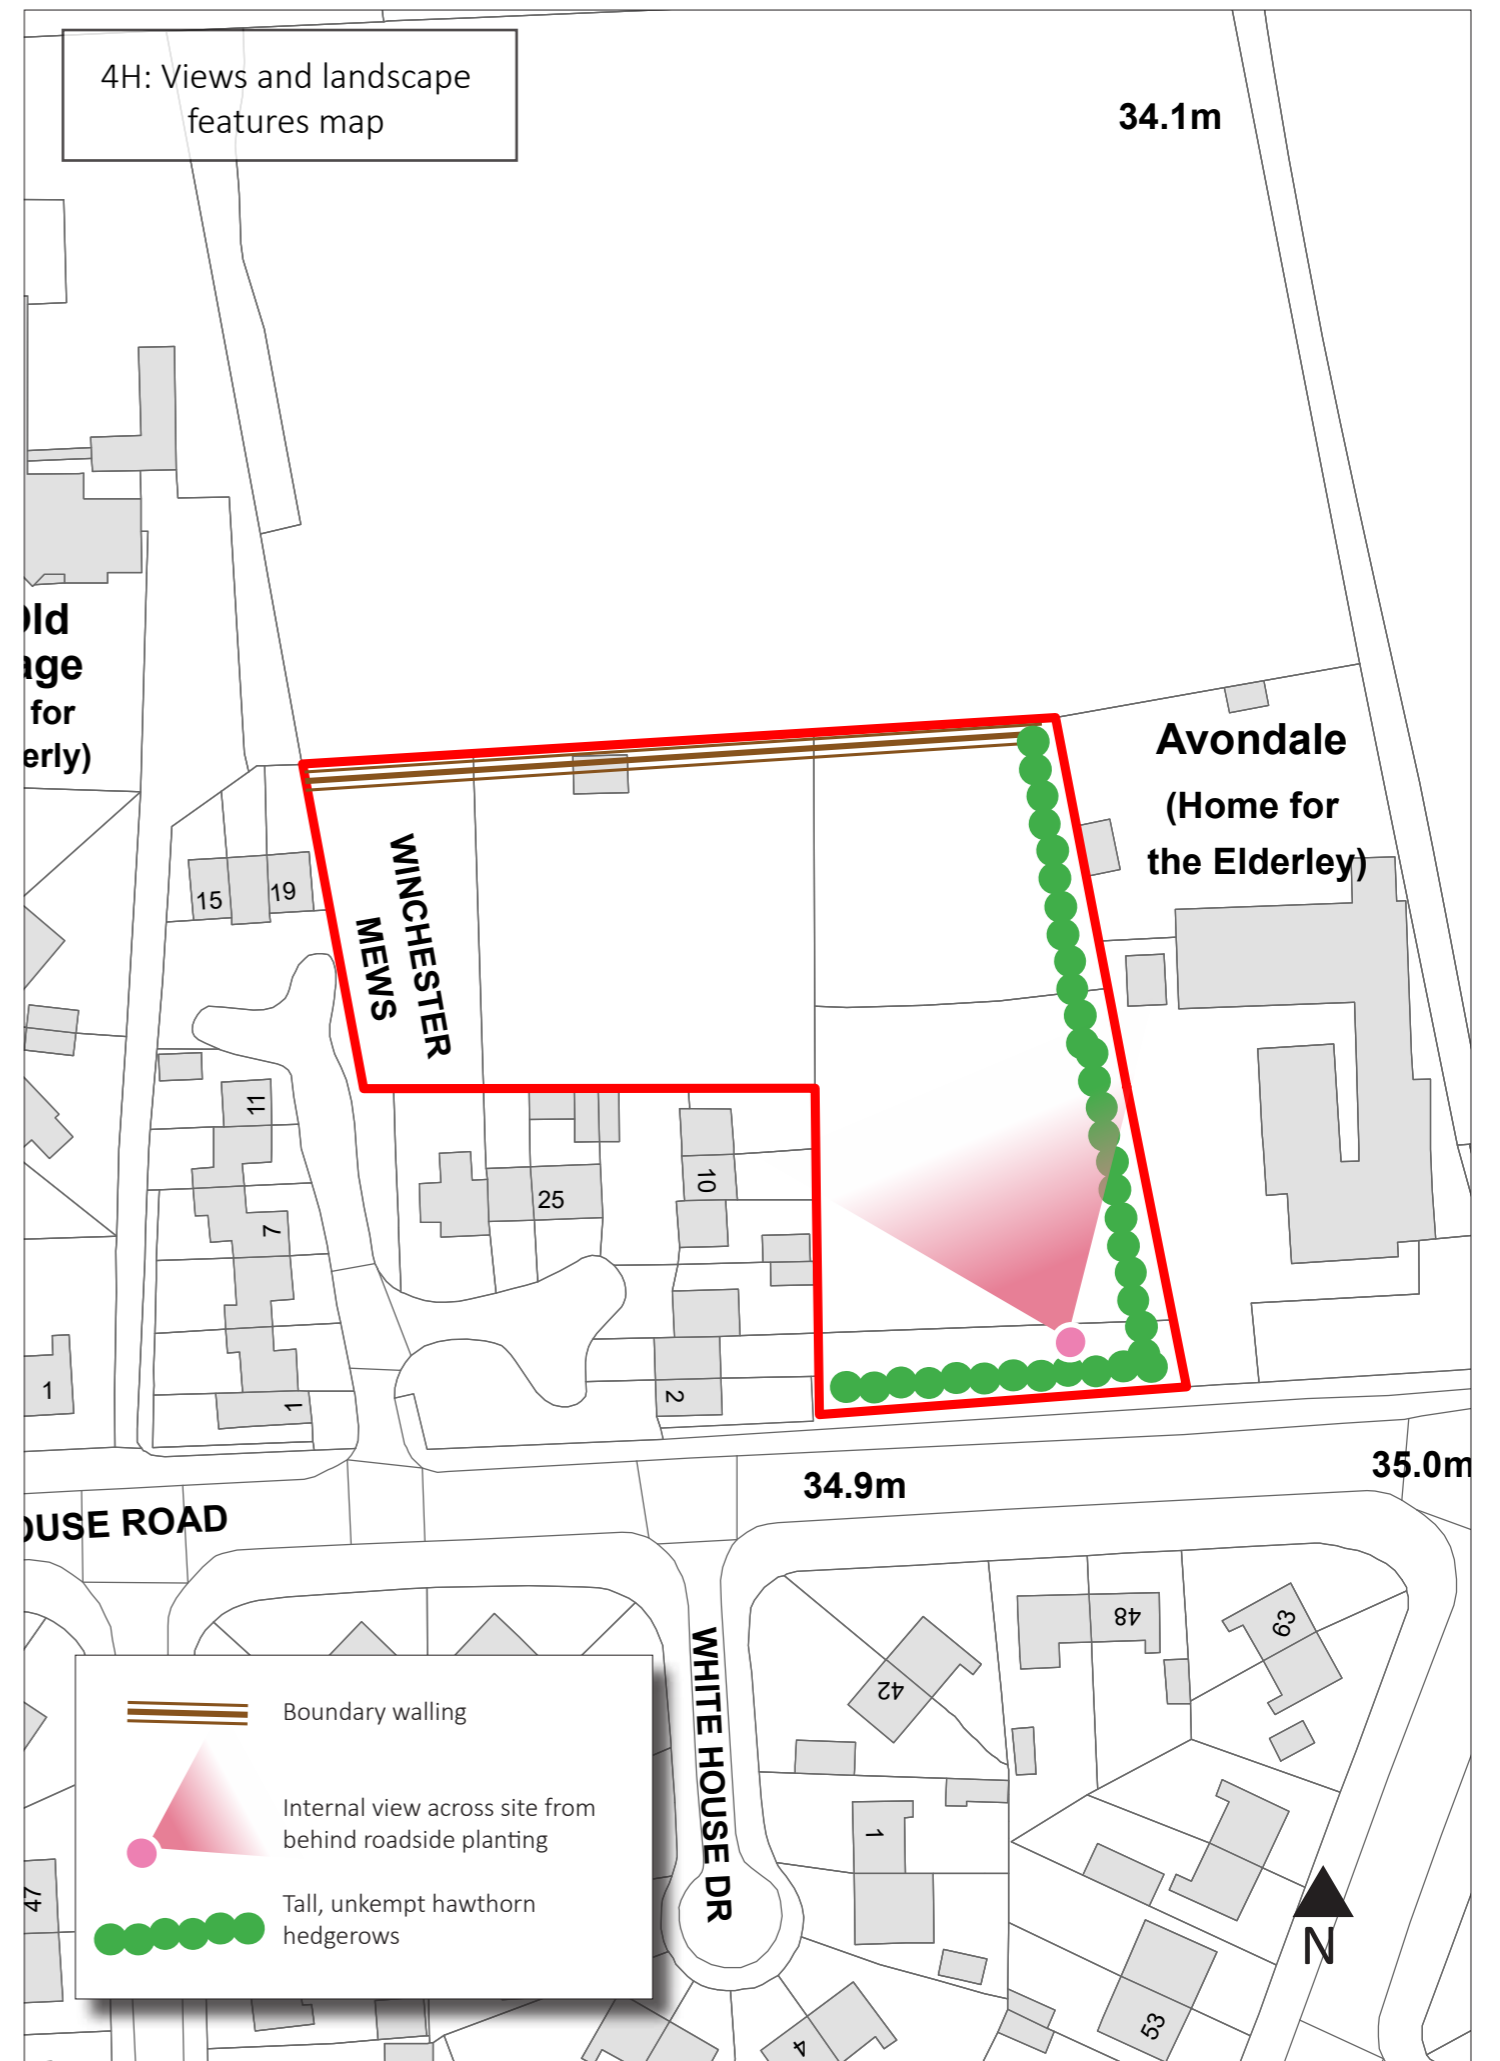 4H: Views and landscape
features map
34.1m
Old
age
for
erly)
Avondale
(Home for
the Elderley)
WINCHESTER
MEWS
15
19
11
7
1
1
25
10
2
34.9m
35.0m
OUSE ROAD
WHITE HOUSE DR
42
48
63
1
53
4
47
Boundary walling
Internal view across site from
behind roadside planting
Tall, unkempt hawthorn
hedgerows
N